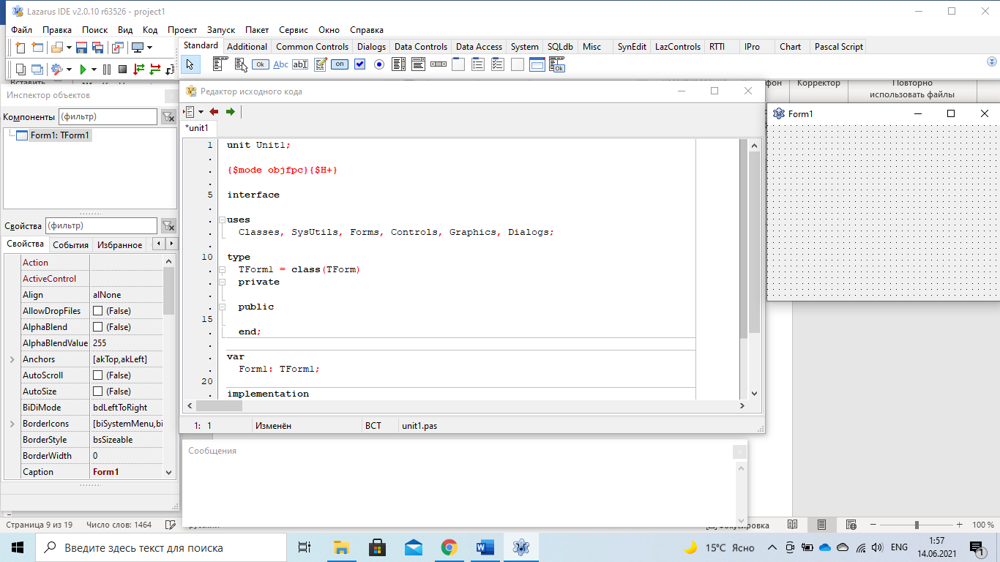 Lazarus IDE v2.0.10 r63526 - project1
Файл Правка Поиск Вид Код Проект Запуск Пакет Сервис Окно Справка
Standard Additional Common Controls Dialogs Data Controls Data Access System SQLdb Misc SynEdit LazControls RTTI IPro Chart Pascal Script
Ok Abc abI on Ok
Вставить
Корректор Повторно
использовать файлы
Инспектор объектов
Компоненты (фильтр)
Form1: TForm1
Свойства (фильтр)
Свойства События Избранное
Action
ActiveControl
Align alNone
AllowDropFiles (False)
AlphaBlend (False)
AlphaBlendValue 255
Anchors [akTop,akLeft]
AutoScroll (False)
AutoSize (False)
BiDiMode bdLeftToRight
BorderIcons [biSystemMenu,bi
BorderStyle bsSizeable
BorderWidth 0
Caption Form1
Редактор исходного кода
*unit1
1 unit Unit1;
.
. {$mode objfpc}{$H+}
.
5 interface
.
. uses
. Classes, SysUtils, Forms, Controls, Graphics, Dialogs;
.
10 type
. TForm1 = class(TForm)
. private
.
. public
15
. end;
.
. var
. Form1: TForm1;
20
. implementation
1: 1 Изменён ВСТ unit1.pas
Form1
Сообщения
Страница 9 из 19 Число слов: 1464 русский Фокусировка 100 %
Введите здесь текст для поиска
15°C Ясно ENG 1:57
14.06.2021
1